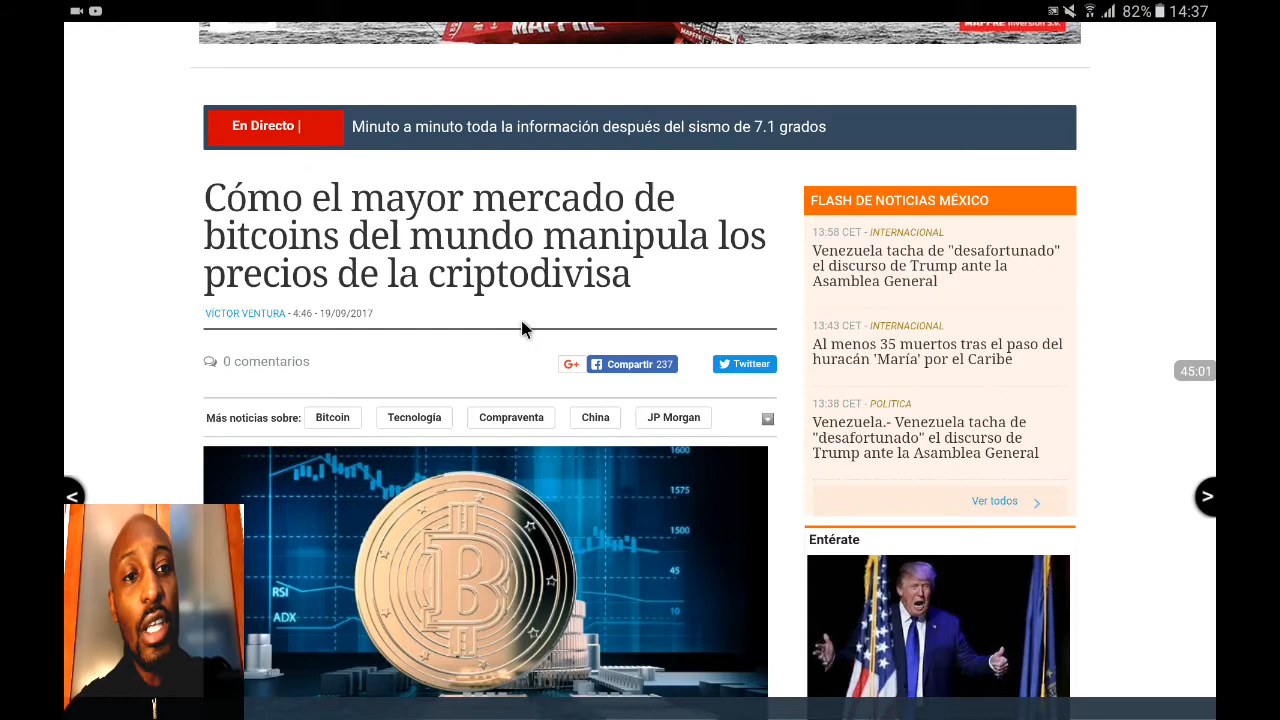 82% 14:37
MAPFRE
MAPFRE Inversión S.V.
En Directo |
Minuto a minuto toda la información después del sismo de 7.1 grados
Cómo el mayor mercado de
bitcoins del mundo manipula los
precios de la criptodivisa
VÍCTOR VENTURA - 4:46 - 19/09/2017
0 comentarios
G+
Compartir 237
Twittear
Más noticias sobre:
Bitcoin
Tecnología
Compraventa
China
JP Morgan
1600
1575
1500
45
10
RSI
ADX
FLASH DE NOTICIAS MÉXICO
13:58 CET - INTERNACIONAL
Venezuela tacha de "desafortunado"
el discurso de Trump ante la
Asamblea General
13:43 CET - INTERNACIONAL
Al menos 35 muertos tras el paso del
huracán 'María' por el Caribe
13:38 CET - POLITICA
Venezuela.- Venezuela tacha de
"desafortunado" el discurso de
Trump ante la Asamblea General
Ver todos
Entérate
45:01
<
>